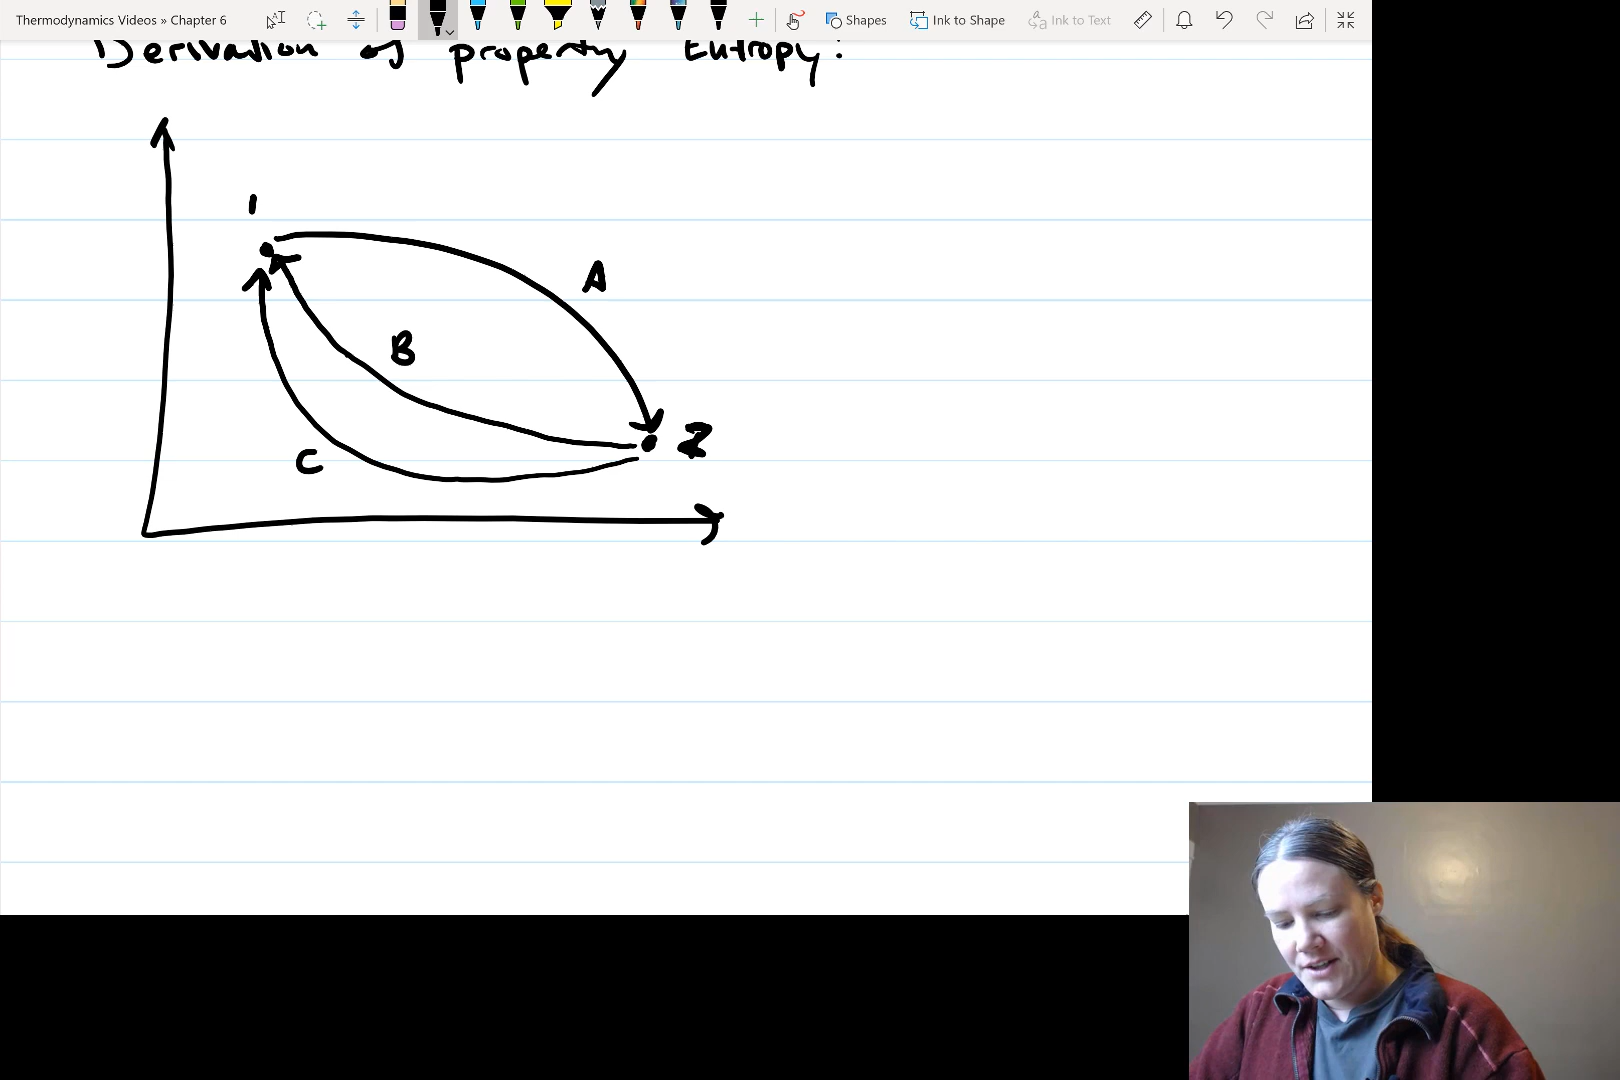 Thermodynamics Videos » Chapter 6
Shapes
Ink to Shape
Ink to Text
Derivation of property Entropy:
1
A
B
2
C